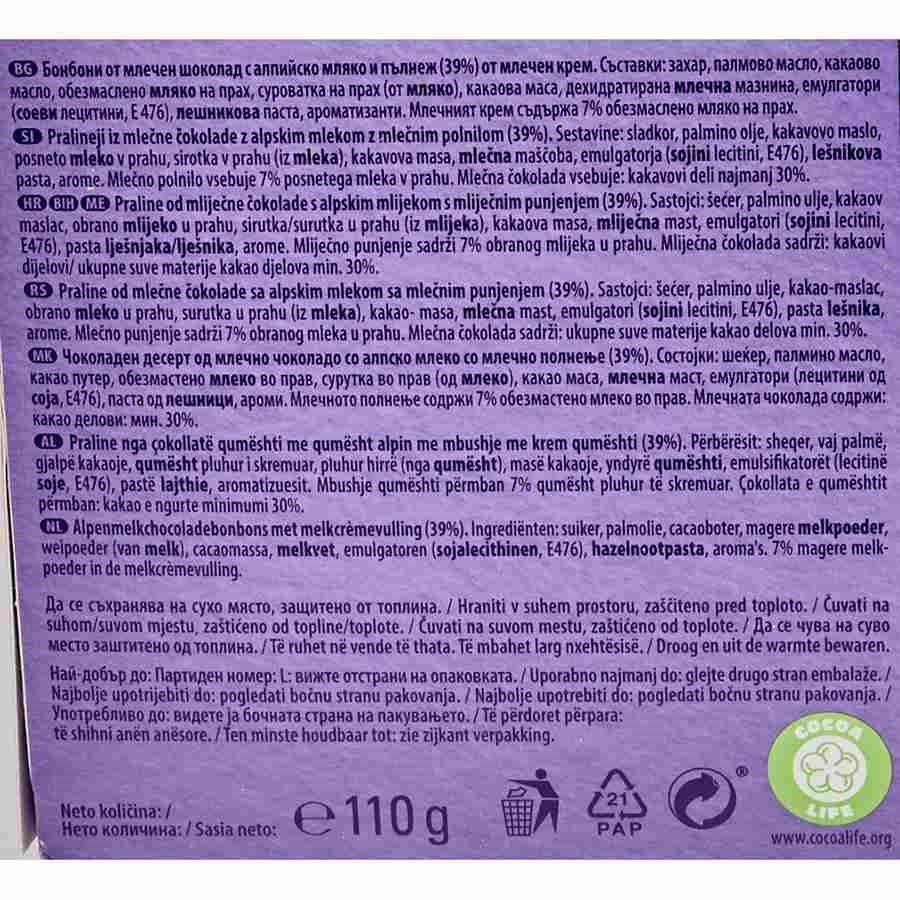 BG Бонбони от млечен шоколад с алпийско мляко и пълнеж (39%) от млечен крем. Съставки: захар, палмово масло, какаово
масло, обезмаслено мляко на прах, суроватка на прах (от мляко), какаова маса, дехидратирана млечна мазнина, емулгатори
(соеви лецитини, E 476), лешникова паста, ароматизанти. Млечният крем съдържа 7% обезмаслено мляко на прах.
SI Pralineji iz mlečne čokolade z alpskim mlekom z mlečnim polnilom (39%). Sestavine: sladkor, palmino olje, kakavovo maslo,
posneto mleko v prahu, sirotka v prahu (iz mleka), kakavova masa, mlečna maščoba, emulgatorja (sojini lecitini, E476), lešnikova
pasta, arome. Mlečno polnilo vsebuje 7% posnetega mleka v prahu. Mlečna čokolada vsebuje: kakavovi deli najmanj 30%.
HR BIH ME Praline od mliječne čokolade s alpskim mlijekom s mliječnim punjenjem (39%). Sastojci: šećer, palmino ulje, kakaov
maslac, obrano mlijeko u prahu, sirutka/surutka u prahu (iz mlijeka), kakaova masa, mliječna mast, emulgatori (sojini lecitini,
E476), pasta lješnjaka/lješnika, arome. Mliječno punjenje sadrži 7% obranog mlijeka u prahu. Mliječna čokolada sadrži: kakaovi
dijelovi/ ukupne suve materije kakao djelova min. 30%.
RS Praline od mlečne čokolade sa alpskim mlekom sa mlečnim punjenjem (39%). Sastojci: šećer, palmino ulje, kakao-maslac,
obrano mleko u prahu, surutka u prahu (iz mleka), kakao- masa, mlečna mast, emulgatori (sojini lecitini, E476), pasta lešnika,
arome. Mlečno punjenje sadrži 7% obranog mleka u prahu. Mlečna čokolada sadrži: ukupne suve materije kakao delova min. 30%.
MK Чоколаден десерт од млечно чоколадо со алпско млеко со млечно полнење (39%). Состојки: шеќер, палмино масло,
какао путер, обезмастено млеко во прав, сурутка во прав (од млеко), какао маса, млечна маст, емулгатори (лецитини од
соја, E476), паста од лешници, ароми. Млечното полнење содржи 7% обезмастено млеко во прав. Млечната чоколада содржи:
какао делови: мин. 30%.
AL Praline nga çokollatë qumështi me qumësht alpin me mbushje me krem qumështi (39%). Përbërësit: sheqer, vaj palmë,
gjalpë kakaoje, qumësht pluhur i skremuar, pluhur hirrë (nga qumësht), masë kakaoje, yndyrë qumështi, emulsifikatorët (lecitinë
soje, E476), pastë lajthie, aromatizuesit. Mbushje qumështi përmban 7% qumësht pluhur të skremuar. Çokollata e qumështit
përmban: kakao e ngurte minimumi 30%.
NL Alpenmelkchocoladebonbons met melkcrèmevulling (39%). Ingrediënten: suiker, palmolie, cacaoboter, magere melkpoeder,
weipoeder (van melk), cacaomassa, melkvet, emulgatoren (sojalecithinen, E476), hazelnootpasta, aroma's. 7% magere melk-
poeder in de melkcrèmevulling.
Да се съхранява на сухо място, защитено от топлина. / Hraniti v suhem prostoru, zaščiteno pred toploto. / Čuvati na
suhom/suvom mjestu, zaštićeno od topline/toplote. / Čuvati na suvom mestu, zaštićeno od toplote. / Да се чува на суво
место заштитено од топлина. / Të ruhet në vende të thata. Të mbahet larg nxehtësisë. / Droog en uit de warmte bewaren.
Най-добър до: Партиден номер: L: вижте отстрани на опаковката. / Uporabno najmanj do: glejte drugo stran embalaže. /
Najbolje upotrijebiti do: pogledati bočnu stranu pakovanja. / Najbolje upotrebiti do: pogledati bočnu stranu pakovanja. /
Употребливо до: видете ја бочната страна на пакувањето. / Të përdoret përpara:
të shihni anën anësore. / Ten minste houdbaar tot: zie zijkant verpakking.
Neto količina: /
Нето количина: / Sasia neto:
℮ 110 g
21
PAP
®
COCOA
LIFE
www.cocoalife.org